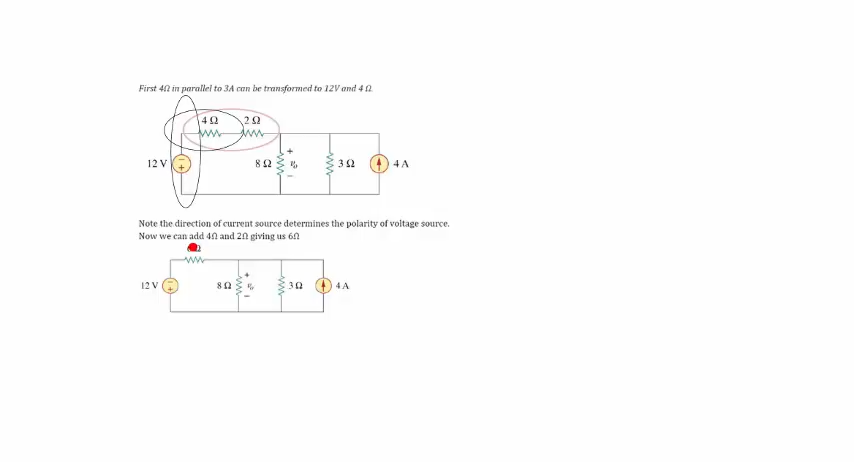 First 4Ω in parallel to 3A can be transformed to 12V and 4 Ω.
4 Ω 2 Ω
+
12 V − + 8 Ω v₀ 3 Ω 4 A
−
Note the direction of current source determines the polarity of voltage source.
Now we can add 4Ω and 2Ω giving us 6Ω
+
12 V − + 8 Ω v₀ 3 Ω 4 A
−